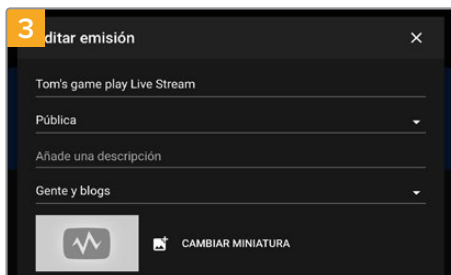 3
ditar emisión
Tom's game play Live Stream
Pública
Añade una descripción
Gente y blogs
CAMBIAR MINIATURA